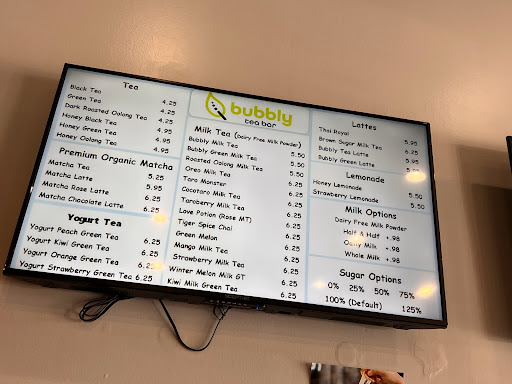 Tea
Black Tea 4.25
Green Tea 4.25
Dark Roasted Oolong Tea 4.25
Honey Black Tea 4.95
Honey Green Tea 4.95
Honey Oolong Tea 4.95
Premium Organic Matcha
Matcha Tea 5.25
Matcha Latte 5.95
Matcha Rose Latte 6.25
Matcha Chocolate Latte 6.25
Yogurt Tea
Yogurt Peach Green Tea 6.25
Yogurt Kiwi Green Tea 6.25
Yogurt Orange Green Tea 6.25
Yogurt Strawberry Green Tea 6.25
bubbly
tea bar
Milk Tea (Dairy Free Milk Powder)
Bubbly Milk Tea 5.50
Bubbly Green Milk Tea 5.50
Roasted Oolong Milk Tea 5.50
Oreo Milk Tea 6.25
Taro Monster 6.25
Cocotaro Milk Tea 6.25
Taroberry Milk Tea 6.25
Love Potion (Rose MT) 6.25
Tiger Spice Chai 6.25
Green Melon 6.25
Mango Milk Tea 6.25
Strawberry Milk Tea 6.25
Winter Melon Milk GT 6.25
Kiwi Milk Green Tea 6.25
Lattes
Thai Royal 5.95
Brown Sugar Milk Tea 6.25
Bubbly Tea Latte 5.95
Bubbly Green Latte 5.95
Lemonade
Honey Lemonade 5.50
Strawberry Lemonade 5.50
Milk Options
Dairy Free Milk Powder
Half & Half +.98
Oatly Milk +.98
Whole Milk +.98
Sugar Options
0% 25% 50% 75%
100% (Default) 125%